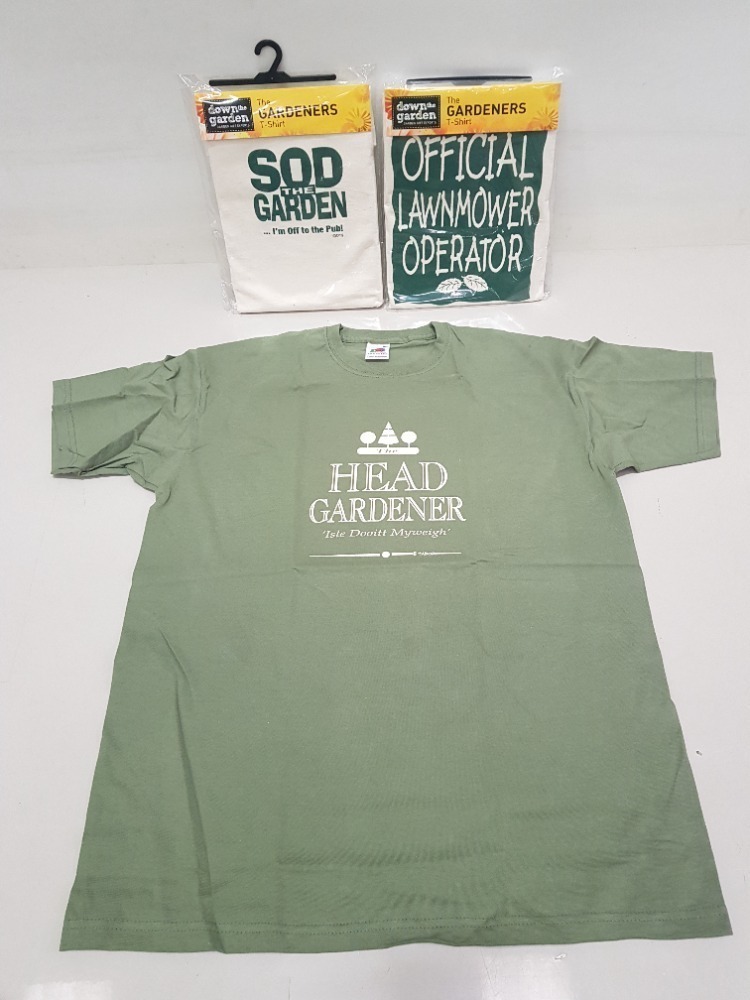 down the
garden
The
GARDENERS
T-Shirt
SOD
THE
GARDEN
... I'm Off to the Pub!
down the
garden
The
GARDENERS
T-Shirt
OFFICIAL
LAWNMOWER
OPERATOR
The
HEAD
GARDENER
'Isle Dooitt Myweigh'